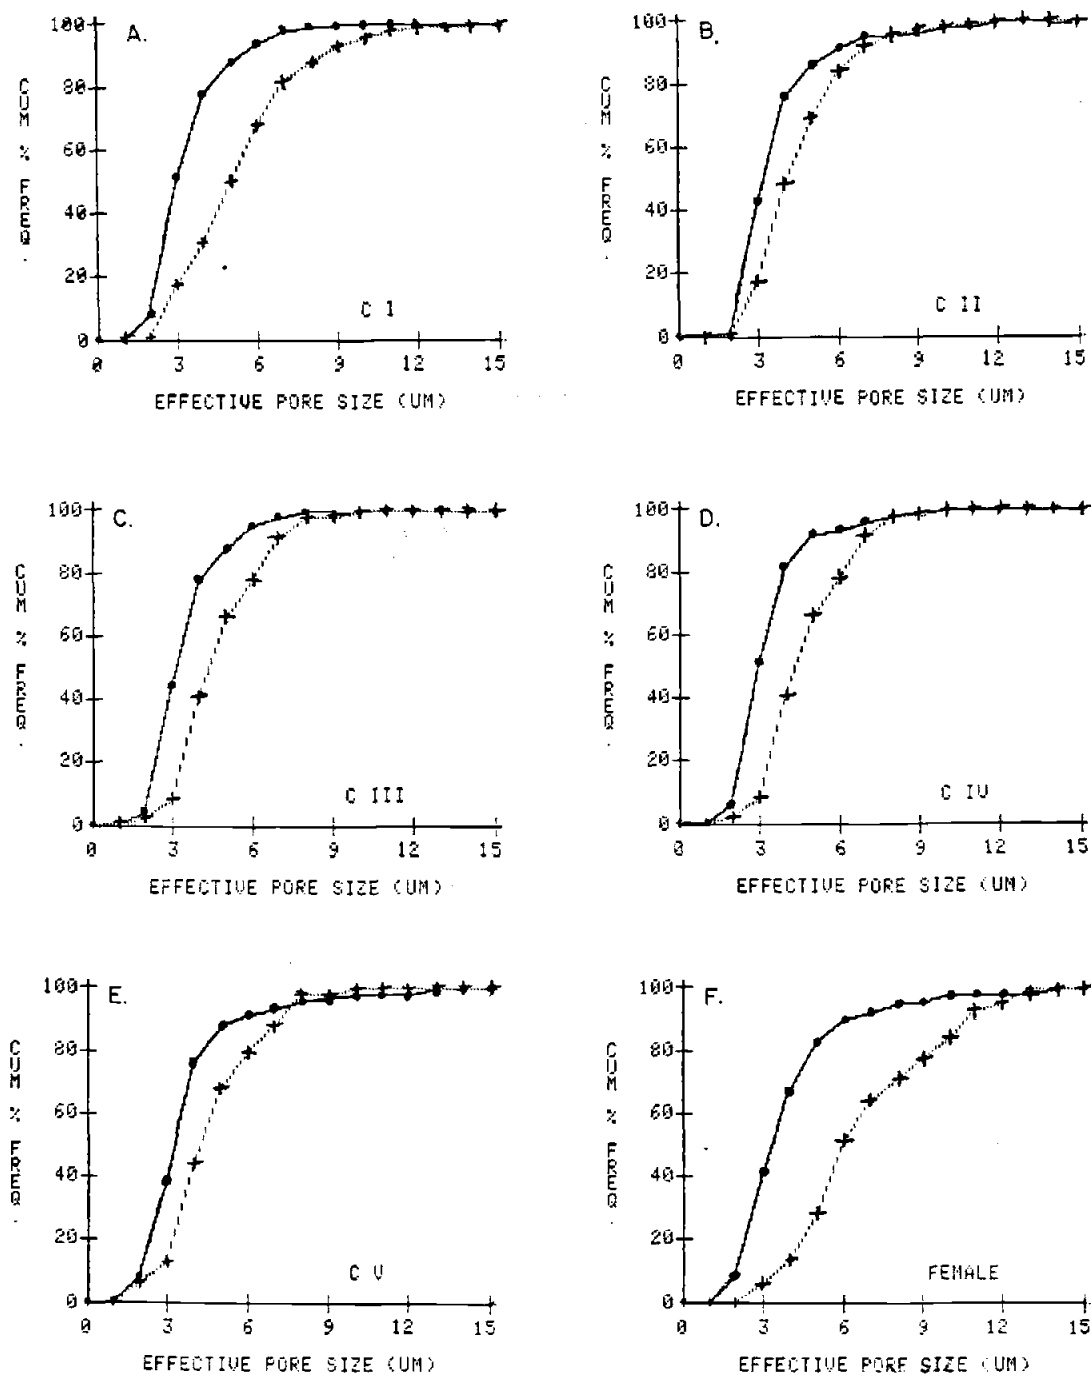 A.
CUM % FREQ.
100
80
60
40
20
0
C I
0 3 6 9 12 15
EFFECTIVE PORE SIZE (UM)
B.
CUM % FREQ.
100
80
60
40
20
0
C II
0 3 6 9 12 15
EFFECTIVE PORE SIZE (UM)
C.
CUM % FREQ.
100
80
60
40
20
0
C III
0 3 6 9 12 15
EFFECTIVE PORE SIZE (UM)
D.
CUM % FREQ.
100
80
60
40
20
0
C IV
0 3 6 9 12 15
EFFECTIVE PORE SIZE (UM)
E.
CUM % FREQ.
100
80
60
40
20
0
C V
0 3 6 9 12 15
EFFECTIVE PORE SIZE (UM)
F.
CUM % FREQ.
100
80
60
40
20
0
FEMALE
0 3 6 9 12 15
EFFECTIVE PORE SIZE (UM)